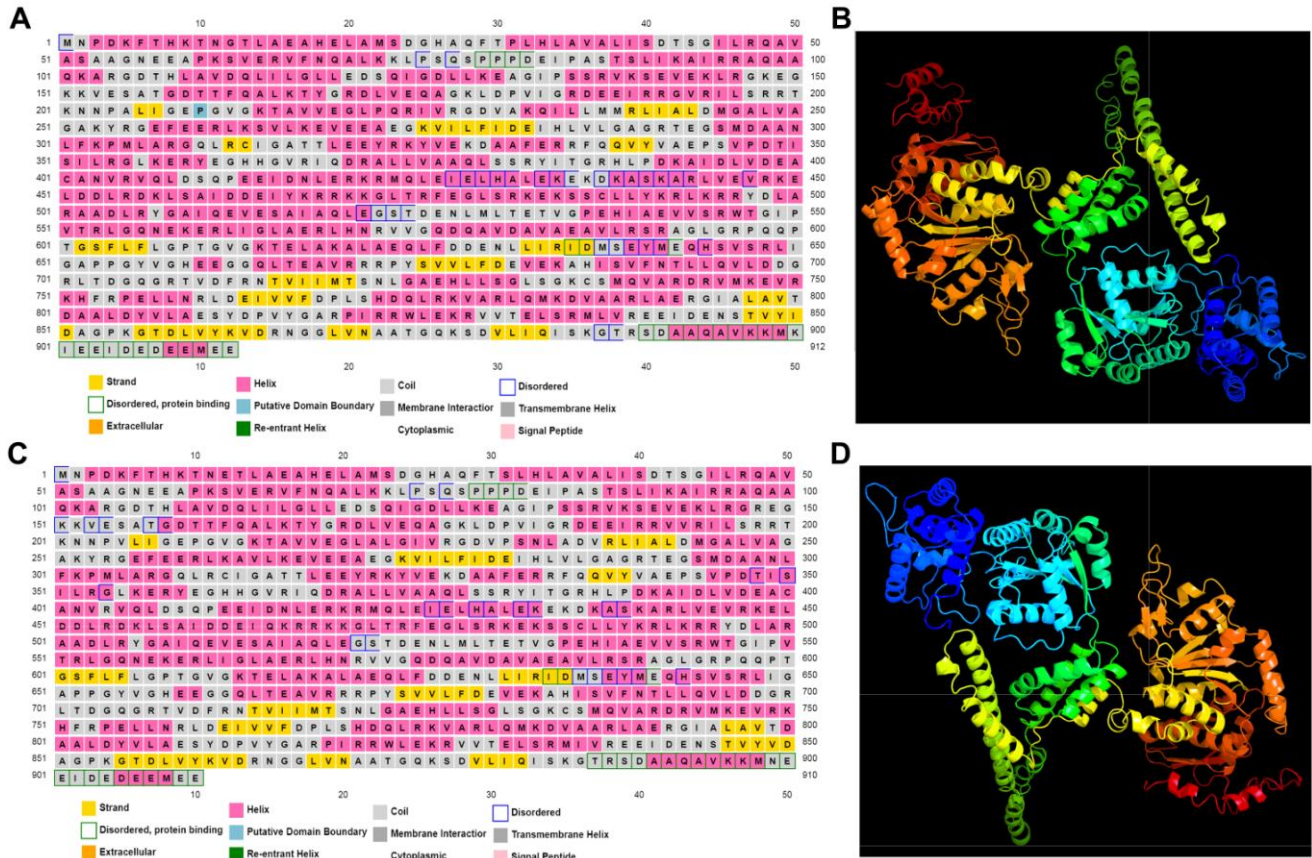 A
B
10 20 30 40 50
1 MNPDKFTHKTNGTLAEAHELAMSDGHAQFTPLHLAVALISDTSGILRQAV 50
51 ASAAGNEEAPKSVERVFNQALKKLPSQSPPPDEIPASTSLIKAIRRAQAA 100
101 QKARGDTHLAVDQLILGLLEDSQIGDLLKEAGIPSSRVKSEVEKLRGKEG 150
151 KKVESATGDTTFQALKTYGRDLVEQAGKLDPVIGRDEEIRRVGRILSRRT 200
201 KNNPALIGEPGVGKTAVVEGLPQRIVRGDVAKQILLMMRLIALDMGALVA 250
251 GAKYRGEFEERLKSVLKEVEEAEGKVILFIDEIHLVLGAGRTEGSMDAAN 300
301 LFKPMLARGQLRCIGATTLEEYRKYVEKDAAFERRFQQVYVAEPSVPDTI 350
351 SILRGLKERYEGHHGVRIQDRALLVAAQLSSRYITGRHLPDKAIDLVDEA 400
401 CANVRVQLDSQPEEIDNLERKRMQLEIELHALEKEKDKASKARLVEVRKE 450
451 LDDLRDKLSAIDDEIYKRRKKGLTRFEGLSRKEKSSCLLYKRLKRRYDLA 500
501 RAADLRYGAIQEVESAIAQLEGSTDENLMLTETVGPEHIAEVVSRWTGIP 550
551 VTRLGQNEKERLIGLAERLHNRVVGQDQAVDAVAEAVLRSRAGLGRPQQP 600
601 TGSFLFLGPTGVGKTELAKALAEQLFDDENLLIRIDMSEYMEQHSVSRLI 650
651 GAPPGYVGHEEGGQLTEAVRRRPYSVVLFDEVEKAHISVFNTLLQVLDDG 700
701 RLTDGQGRTVDFRNTVIIMTSNLGAEHLLSGLSGKCSMQVARDRVMKEVR 750
751 KHFRPELLNRLDEIVVFDPLSHDQLRKVARLQMKDVAARLAERGIALAVT 800
801 DAALDYVLAESYDPVYGARPIRRWLEKRVVTELSRMLVREEIDENSTVYI 850
851 DAGPKGTDLVYKVDRNGGLVNAATGQKSDVLIQISKGTRSDAAQAVKKMK 900
901 IEEIDEDEEMEE 912
10 20 30 40 50
Strand Helix Coil Disordered
Disordered, protein binding Putative Domain Boundary Membrane Interaction Transmembrane Helix
Extracellular Re-entrant Helix Cytoplasmic Signal Peptide
C
D
10 20 30 40 50
1 MNPDKFTHKTNETLAEAHELAMSDGHAQFTSLHLAVALISDTSGILRQAV 50
51 ASAAGNEEAPKSVERVFNQALKKLPSQSPPPDEIPASTSLIKAIRRAQAA 100
101 QKARGDTHLAVDQLILGLLEDSQIGDLLKEAGIPSSRVKSEVEKLRGREG 150
151 KKVESATGDTTFQALKTYGRDLVEQAGKLDPVIGRDEEIRRVVRILSRRT 200
201 KNNPVLIGEPGVGKTAVVEGLALGIVRGDVPSNLADVRLIALDMGALVAG 250
251 AKYRGEFEERLKAVLKEVEEAEGKVILFIDEIHLVLGAGRTEGSMDAANL 300
301 FKPMLARGQLRCIGATTLEEYRKYVEKDAAFERRFQQVYVAEPSVPDTIS 350
351 ILRGLKERYEGHHGVRIQDRALLVAAQLSSRYITGRHLPDKAIDLVDEAC 400
401 ANVRVQLDSQPEEIDNLERKRMQLEIELHALEKEKDKASKARLVEVRKEL 450
451 DDLRDKLSAIDDEIQKRRKKGLTRFEGLSRKEKSSCLLYKRLKRRYDLAR 500
501 AADLRYGAIQEVESAIAQLEGSTDENLMLTETVGPEHIAEVVSRWTGIPV 550
551 TRLGQNEKERLIGLAERLHNRVVGQDQAVDAVAEAVLRSRAGLGRPQQPT 600
601 GSFLFLGPTGVGKTELAKALAEQLFDDENLLIRIDMSEYMEQHSVSRLIG 650
651 APPGYVGHEEGGQLTEAVRRRPYSVVLFDEVEKAHISVFNTLLQVLDDGR 700
701 LTDGQGRTVDFRNTVIIMTSNLGAEHLLSGLSGKCSMQVARDRVMKEVRK 750
751 HFRPELLNRLDEIVVFDPLSHDQLRKVARLQMKDVAARLAERGIALAVTD 800
801 AALDYVLAESYDPVYGARPIRRWLEKRVVTELSRMIVREEIDENSTVYVD 850
851 AGPKGTDLVYKVDRNGGLVNAATGQKSDVLIQISKGTRSDAAQAVKKMNE 900
901 EIDEDEEMEE 910
10 20 30 40 50
Strand Helix Coil Disordered
Disordered, protein binding Putative Domain Boundary Membrane Interaction Transmembrane Helix
Extracellular Re-entrant Helix Cytoplasmic Signal Peptide